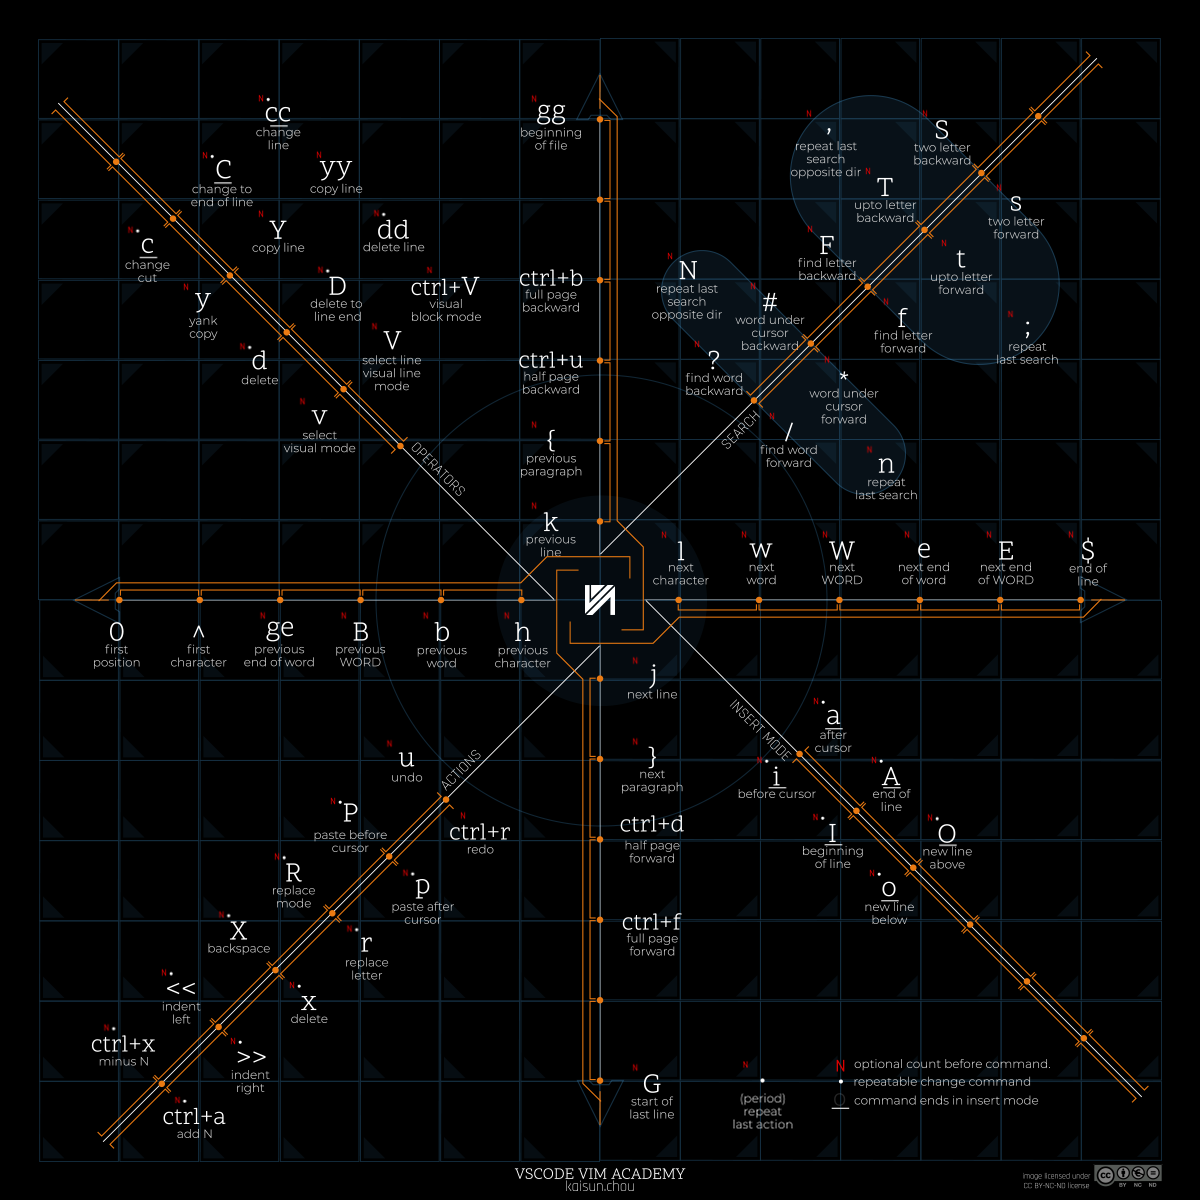 N
cc
change
line
N
C
change to
end of line
N
yy
copy line
N
c
change
cut
N
Y
copy line
N
dd
delete line
N
y
yank
copy
N
D
delete to
line end
N
ctrl+V
visual
block mode
N
d
delete
N
V
select line
visual line
mode
N
v
select
visual mode
OPERATORS
N
gg
beginning
of file
ctrl+b
full page
backward
ctrl+u
half page
backward
N
{
previous
paragraph
N
k
previous
line
N
,
repeat last
search
opposite dir
N
S
two letter
backward
N
T
upto letter
backward
N
s
two letter
forward
N
F
find letter
backward
N
t
upto letter
forward
N
N
repeat last
search
opposite dir
N
#
word under
cursor
backward
N
f
find letter
forward
N
;
repeat
last search
N
?
find word
backward
N
*
word under
cursor
forward
N
/
find word
forward
N
n
repeat
last search
SEARCH
N
l
next
character
N
w
next
word
N
W
next
WORD
N
e
next end
of word
N
E
next end
of WORD
N
$
end of
line
0
first
position
^
first
character
N
ge
previous
end of word
N
B
previous
WORD
N
b
previous
word
N
h
previous
character
N
j
next line
N
}
next
paragraph
ctrl+d
half page
forward
ctrl+f
full page
forward
N
G
start of
last line
ACTIONS
N
u
undo
N
ctrl+r
redo
N
P
paste before
cursor
N
p
paste after
cursor
N
R
replace
mode
N
r
replace
letter
N
X
backspace
N
x
delete
N
<<
indent
left
N
>>
indent
right
N
ctrl+x
minus N
N
ctrl+a
add N
INSERT MODE
N
a
after
cursor
N
i
before cursor
N
A
end of
line
N
I
beginning
of line
N
O
new line
above
N
o
new line
below
N
.
(period)
repeat
last action
N optional count before command.
• repeatable change command
O command ends in insert mode
VSCODE VIM ACADEMY
kaisun.chou
image licensed under
CC BY-NC-ND license
cc
BY NC ND